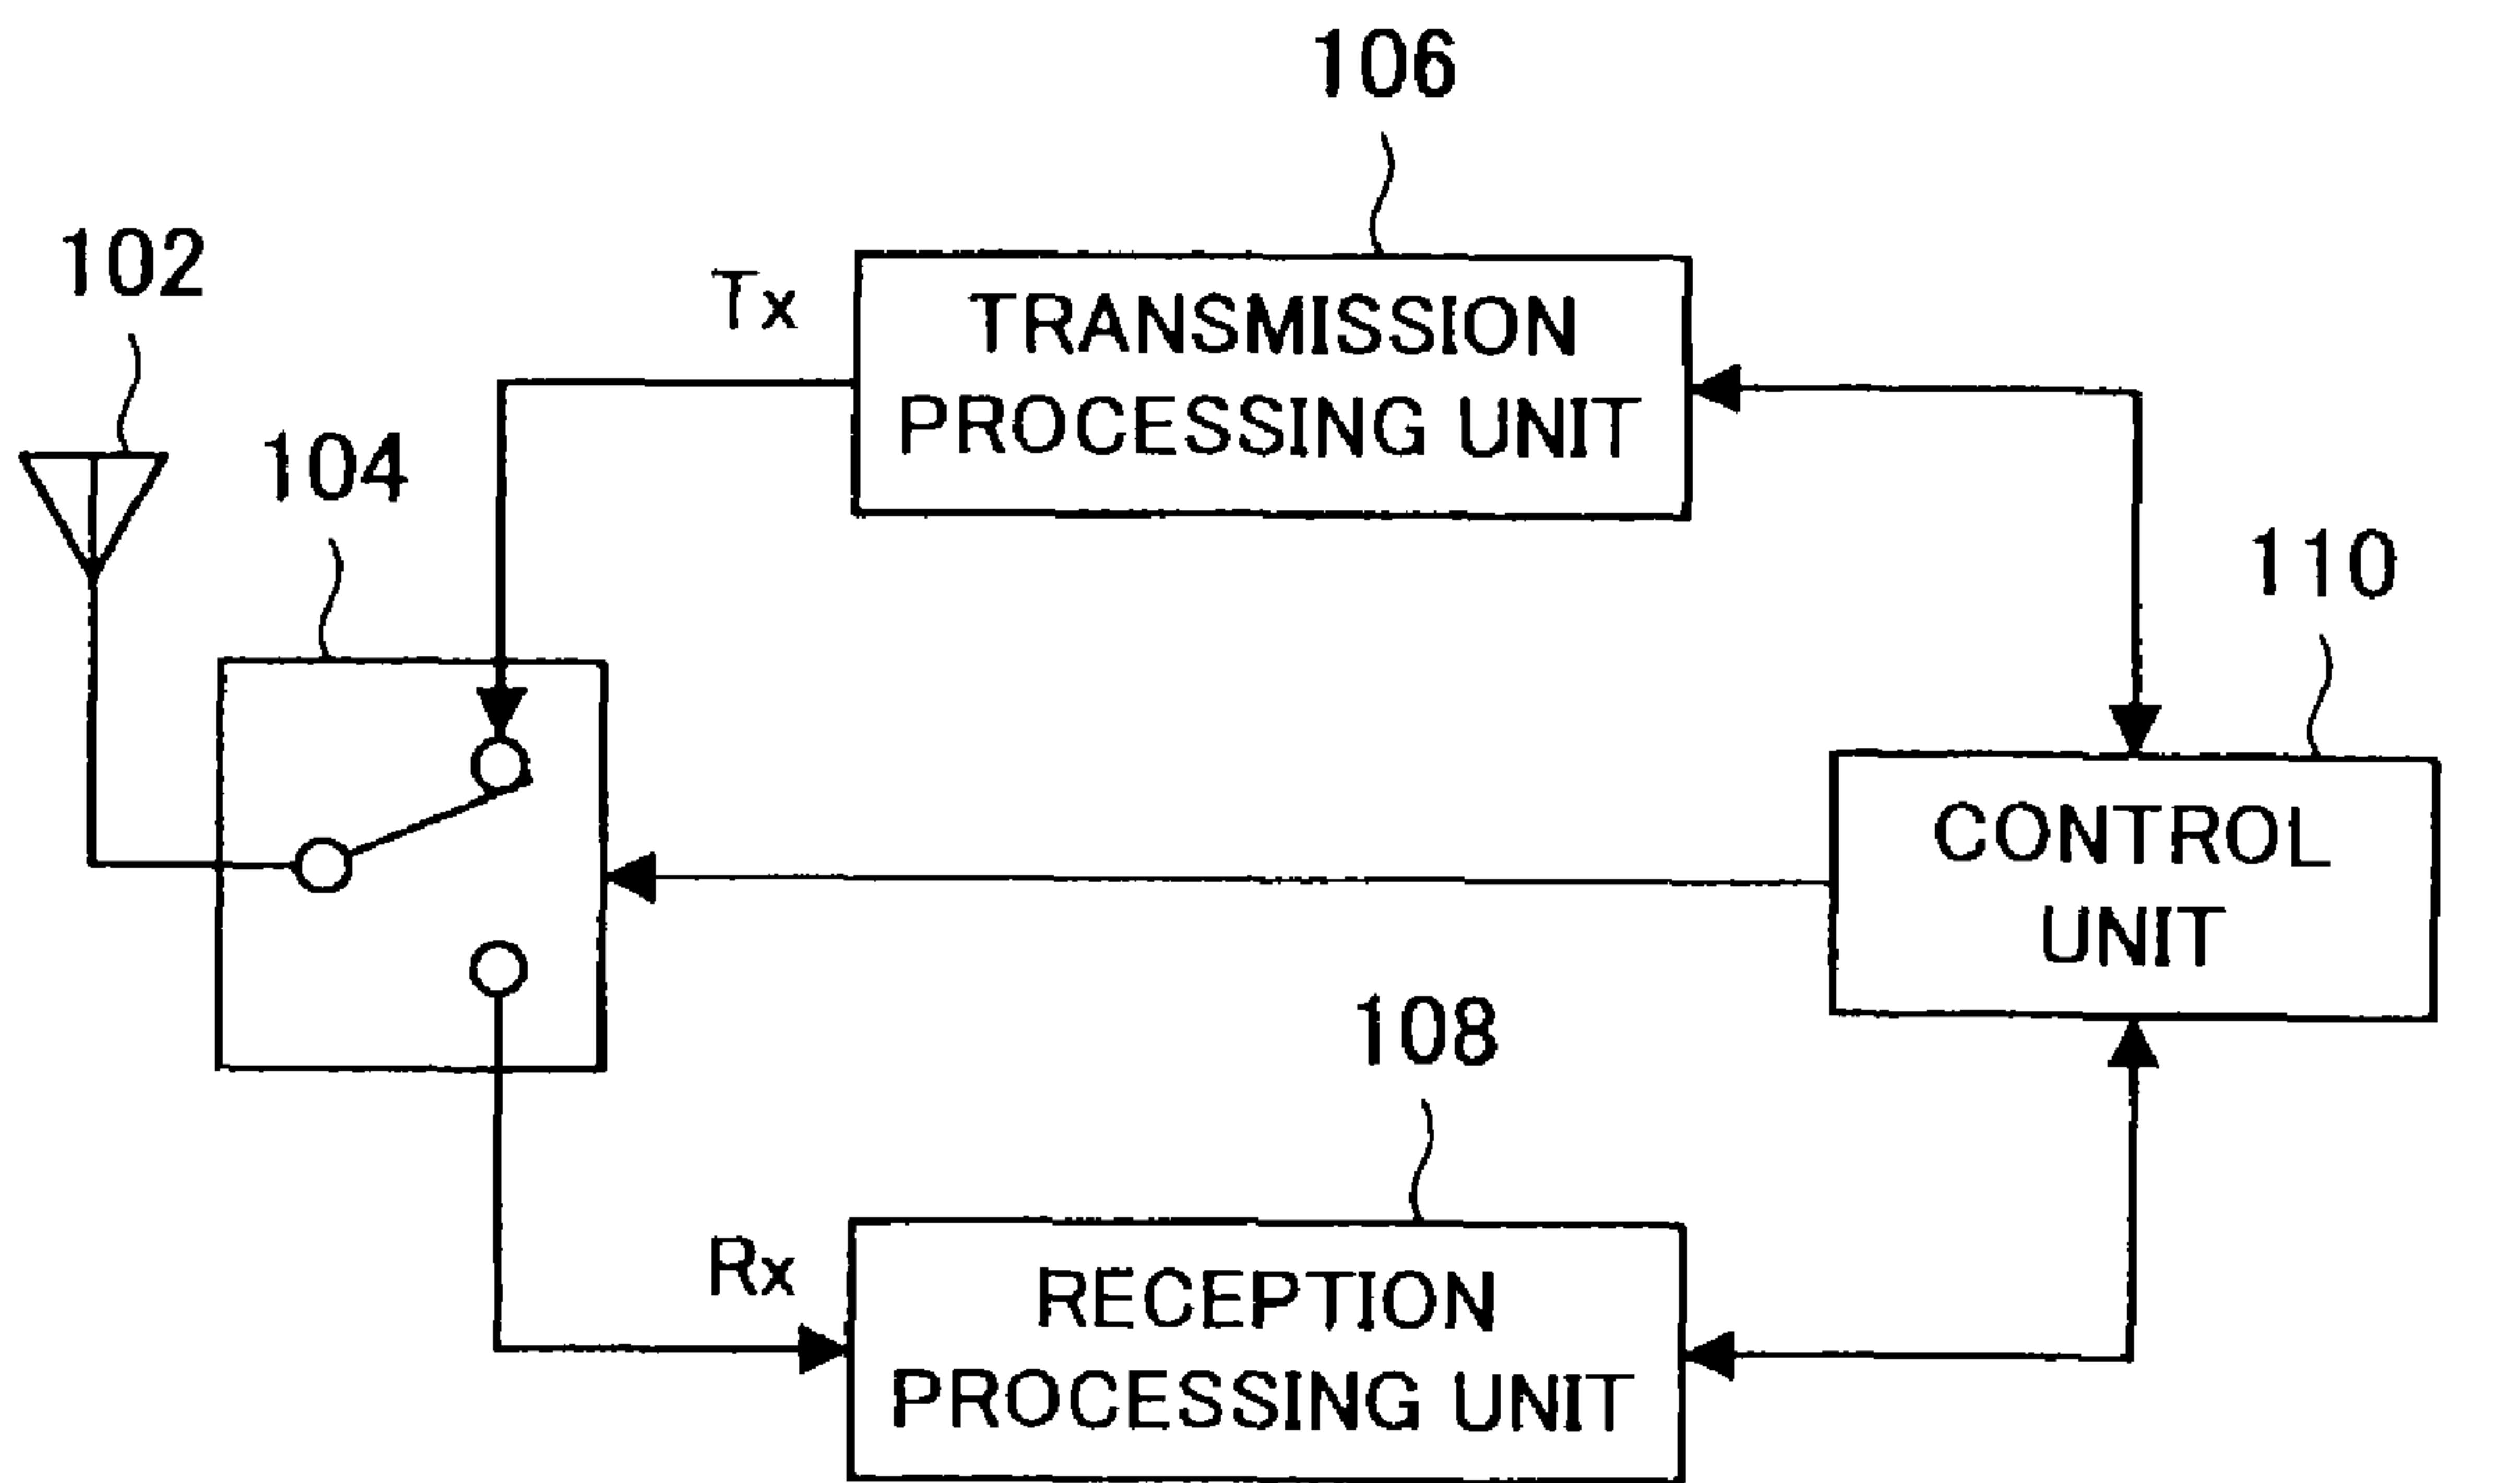 106
102
Tx
TRANSMISSION
PROCESSING UNIT
104
110
CONTROL
UNIT
108
Rx
RECEPTION
PROCESSING UNIT